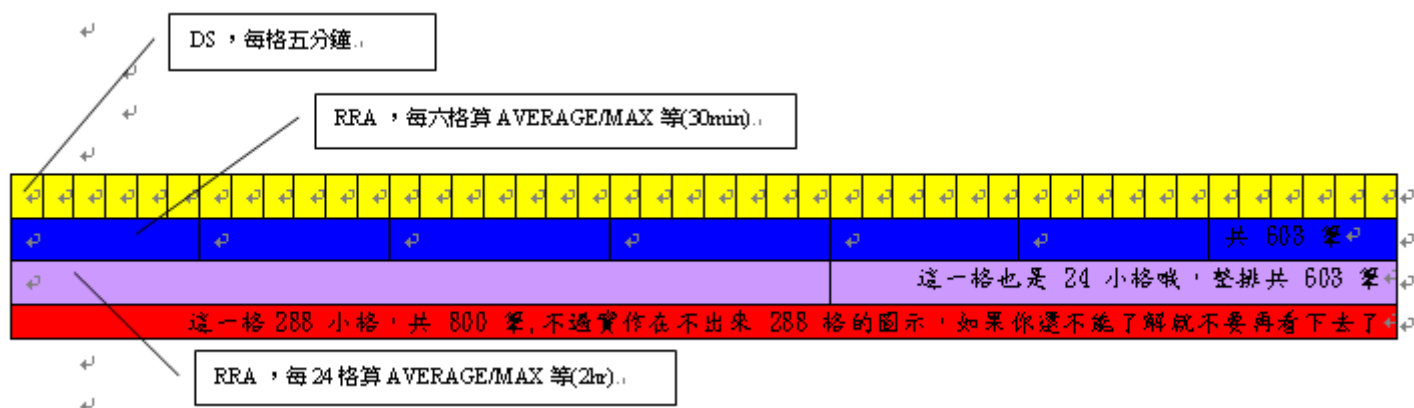 DS，每格五分鐘.
RRA ，每六格算 AVERAGE/MAX 等(30min).
共 603 筆
這一格也是 24 小格哦，整排共 603 筆
這一格 288 小格，共 800 筆,不過實作在不出來 288 格的圖示，如果你還不能了解就不要再看下去了
RRA ，每 24 格算 AVERAGE/MAX 等(2hr).